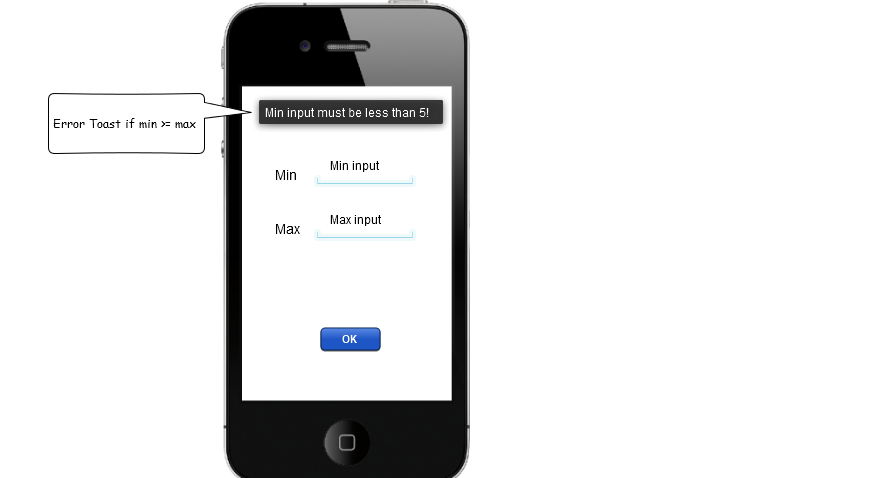 Min input must be less than 5!
Error Toast if min >= max
Min
Min input
Max
Max input
OK